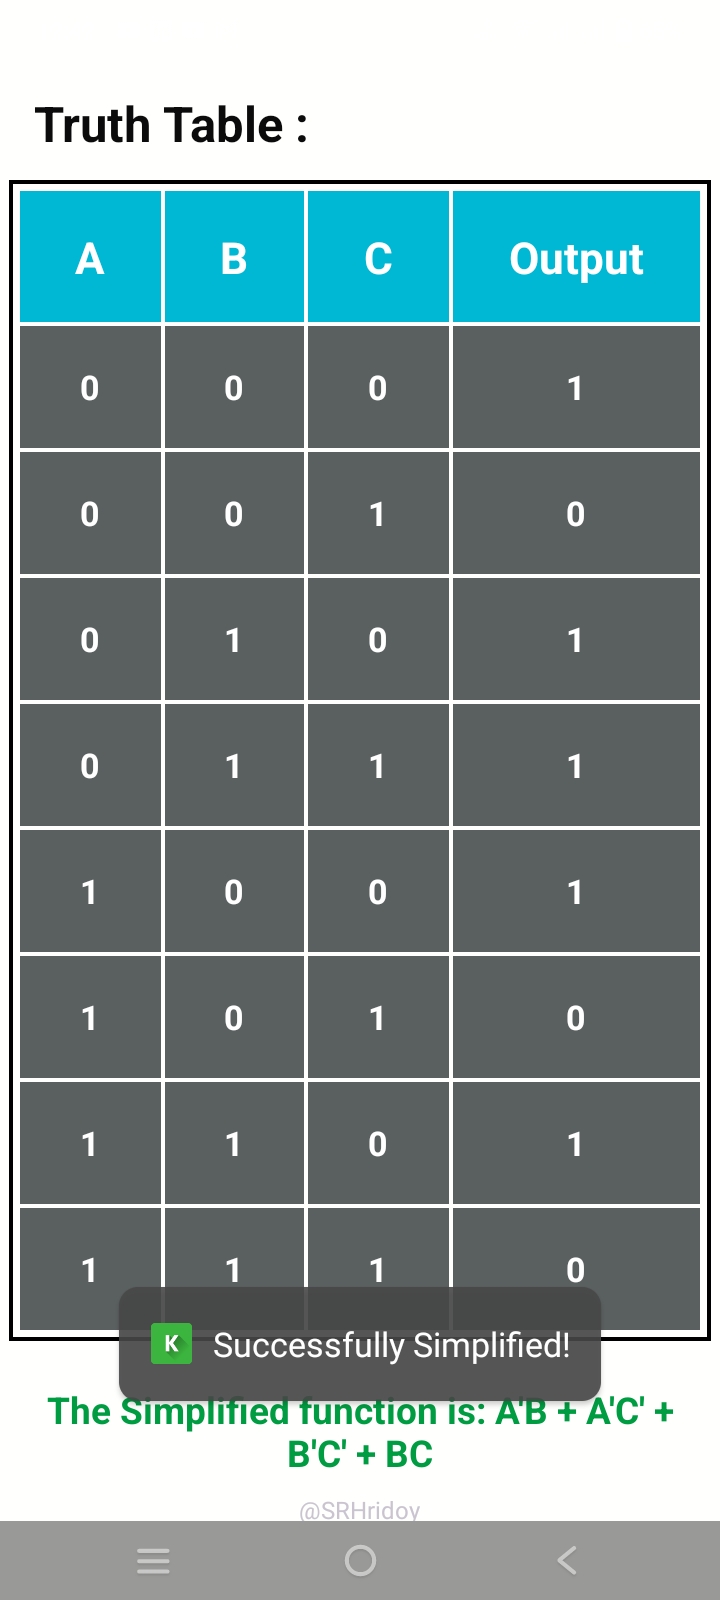 Truth Table :
A B C Output
0 0 0 1
0 0 1 0
0 1 0 1
0 1 1 1
1 0 0 1
1 0 1 0
1 1 0 1
1 1 1 0
K Successfully Simplified!
The Simplified function is: A'B + A'C' +
B'C' + BC
@SRHridoy